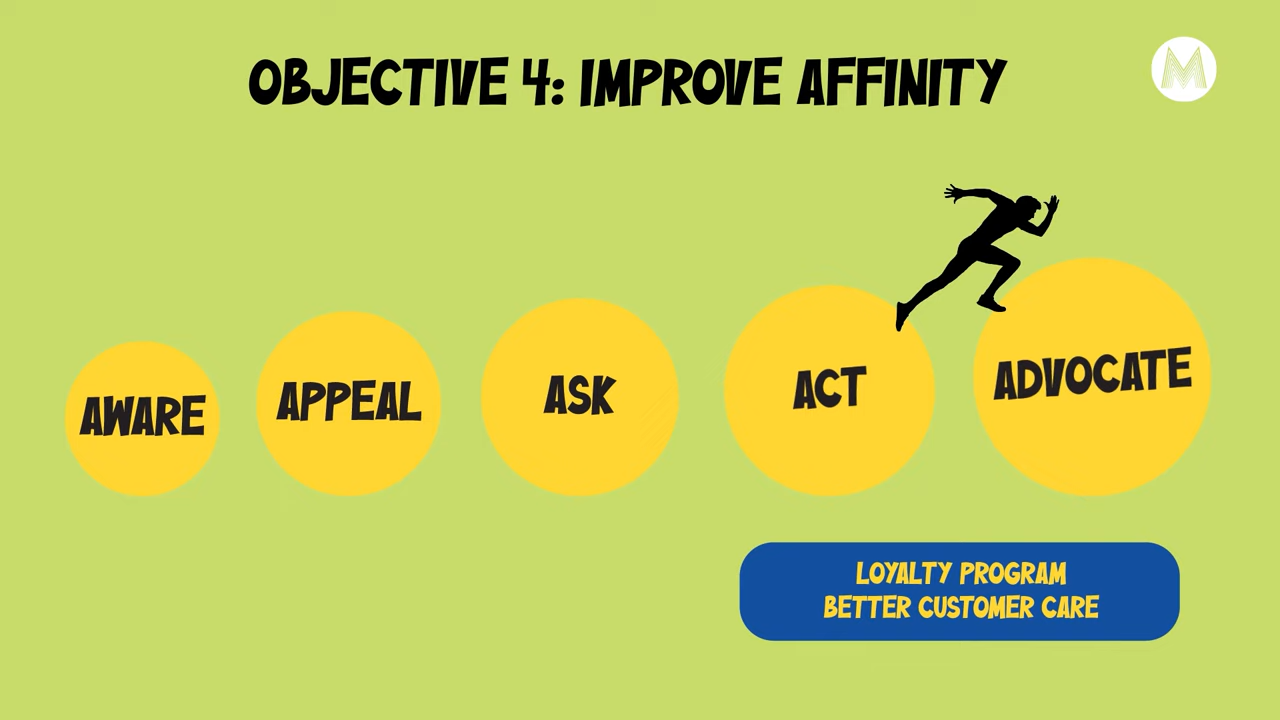 OBJECTIVE 4: IMPROVE AFFINITY
M
AWARE
APPEAL
ASK
ACT
ADVOCATE
LOYALTY PROGRAM
BETTER CUSTOMER CARE